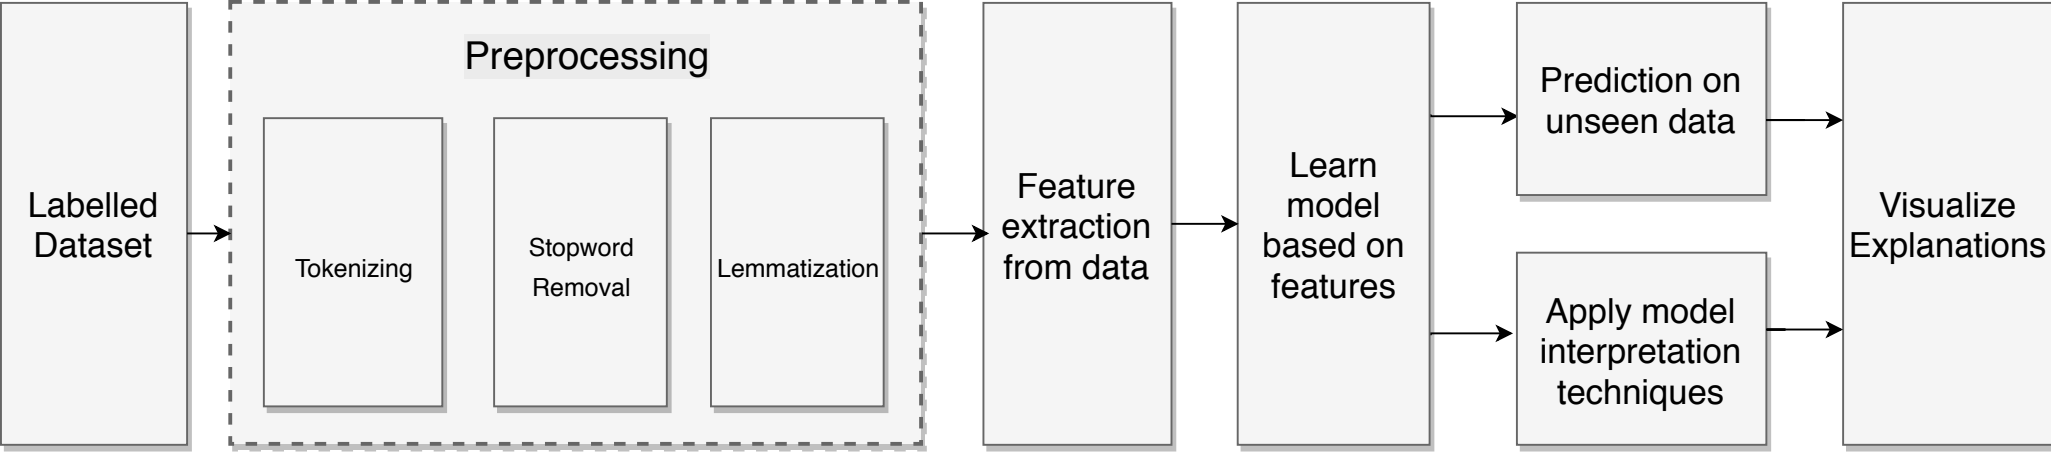 Labelled
Dataset
Preprocessing
Tokenizing
Stopword
Removal
Lemmatization
Feature
extraction
from data
Learn
model
based on
features
Prediction on
unseen data
Apply model
interpretation
techniques
Visualize
Explanations